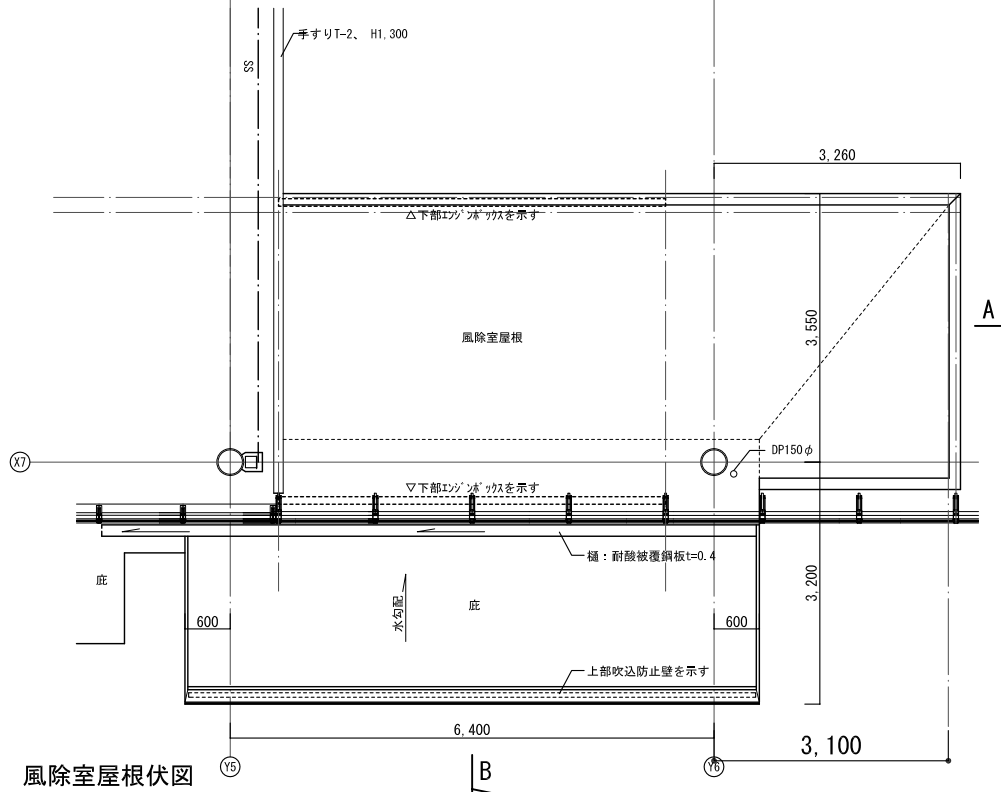 手すりT-2、 H1,300
SS
3,260
△下部ｴﾝｼﾞﾝﾎﾞｯｸｽを示す
A
3,550
風除室屋根
X7
DP150φ
▽下部ｴﾝｼﾞﾝﾎﾞｯｸｽを示す
樋：耐酸被覆鋼板t=0.4
庇
水勾配
庇
3,200
600
600
上部吹込防止壁を示す
6,400
3,100
Y5
Y6
B
風除室屋根伏図